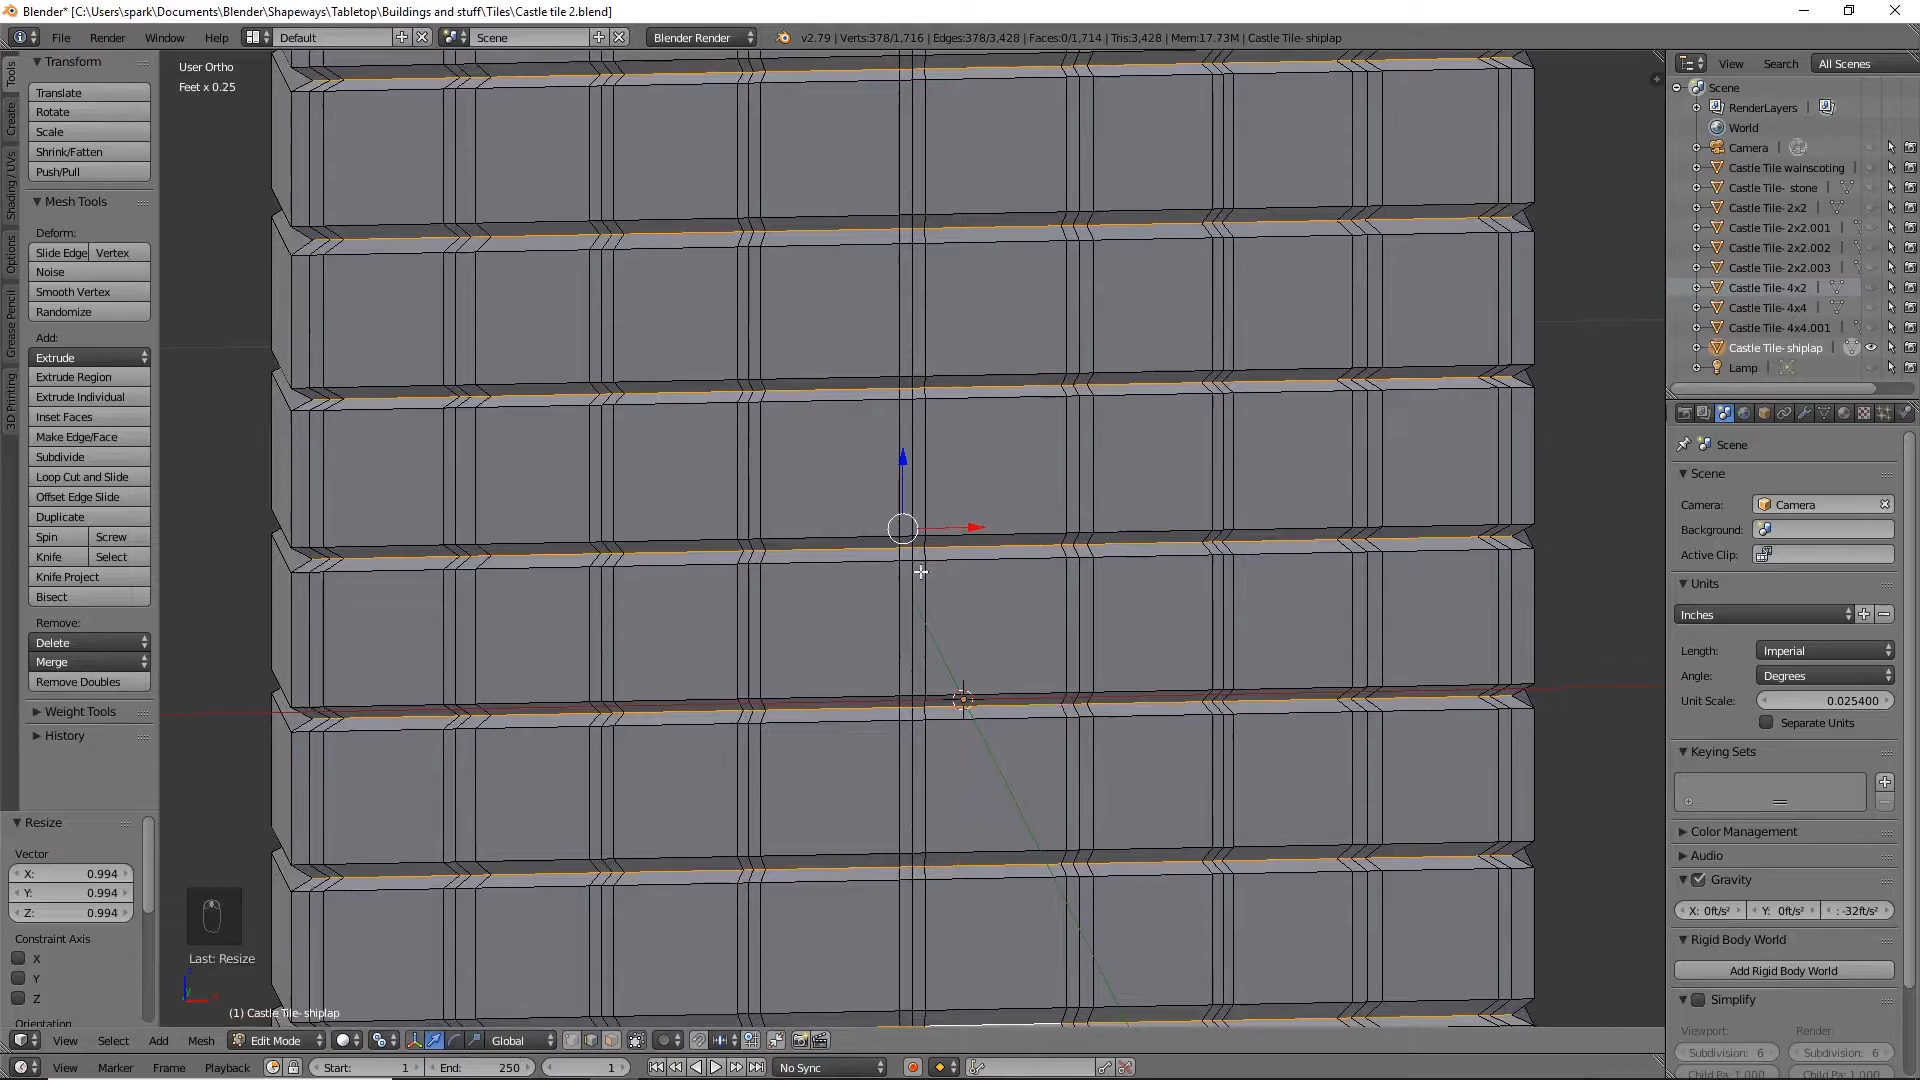 Blender* [C:\Users\spark\Documents\Blender\Shapeways\Tabletop\Buildings and stuff\Tiles\Castle tile 2.blend]
File Render Window Help Default Scene Blender Render v2.79 | Verts:378/1,716 | Edges:378/3,428 | Faces:0/1,714 | Tris:3,428 | Mem:17.73M | Castle Tile- shiplap
Tools
Create
Shading / UVs
Options
Grease Pencil
3D Printing
Transform
Translate
Rotate
Scale
Shrink/Fatten
Push/Pull
Mesh Tools
Deform:
Slide Edge Vertex
Noise
Smooth Vertex
Randomize
Add:
Extrude
Extrude Region
Extrude Individual
Inset Faces
Make Edge/Face
Subdivide
Loop Cut and Slide
Offset Edge Slide
Duplicate
Spin Screw
Knife Select
Knife Project
Bisect
Remove:
Delete
Merge
Remove Doubles
Weight Tools
History
Resize
Vector
X: 0.994
Y: 0.994
Z: 0.994
Constraint Axis
X
Y
Z
Orientation
User Ortho
Feet x 0.25
Last: Resize
(1) Castle Tile- shiplap
View Select Add Mesh Edit Mode Global
View Marker Frame Playback Start: 1 End: 250 1 No Sync
View Search All Scenes
Scene
RenderLayers
World
Camera
Castle Tile wainscoting
Castle Tile- stone
Castle Tile- 2x2
Castle Tile- 2x2.001
Castle Tile- 2x2.002
Castle Tile- 2x2.003
Castle Tile- 4x2
Castle Tile- 4x4
Castle Tile- 4x4.001
Castle Tile- shiplap
Lamp
Scene
Scene
Camera: Camera
Background:
Active Clip:
Units
Inches
Length: Imperial
Angle: Degrees
Unit Scale: 0.025400
Separate Units
Keying Sets
Color Management
Audio
Gravity
X: 0ft/s² Y: 0ft/s² : -32ft/s²
Rigid Body World
Add Rigid Body World
Simplify
Viewport: Render:
Subdivision: 6 Subdivision: 6